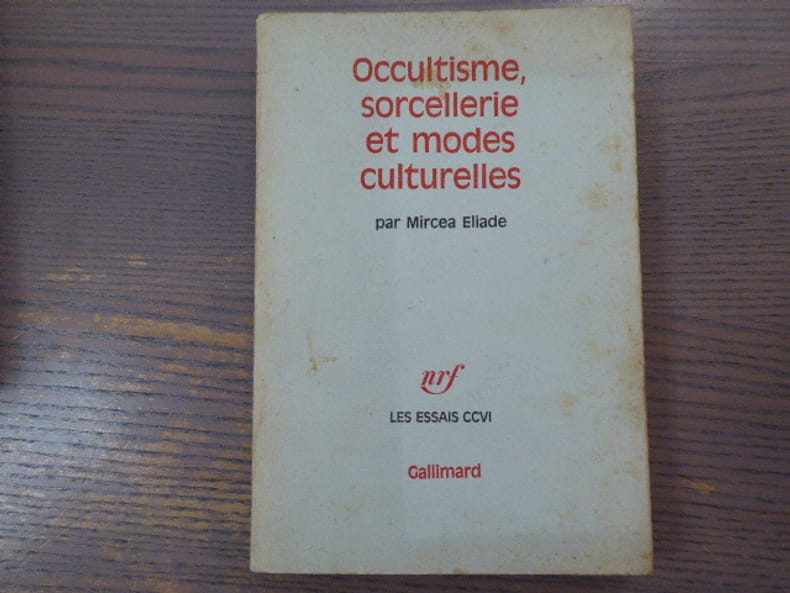 Occultisme,
sorcellerie
et modes
culturelles
par Mircea Eliade
nrf
LES ESSAIS CCVI
Gallimard